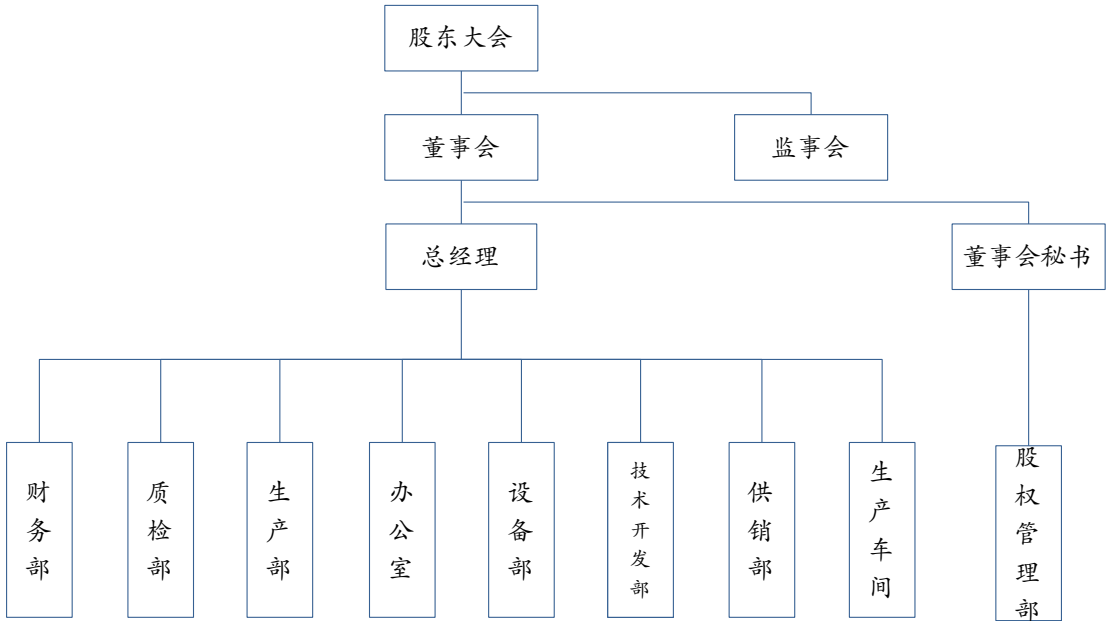 股东大会
董事会
监事会
总经理
董事会秘书
财务部
质检部
生产部
办公室
设备部
技术开发部
供销部
生产车间
股权管理部